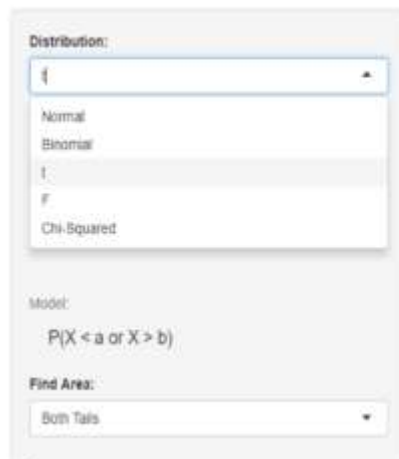 Distribution:
t
Normal
Binomial
t
F
Chi-Squared
Model:
P(X < a or X > b)
Find Area:
Both Tails